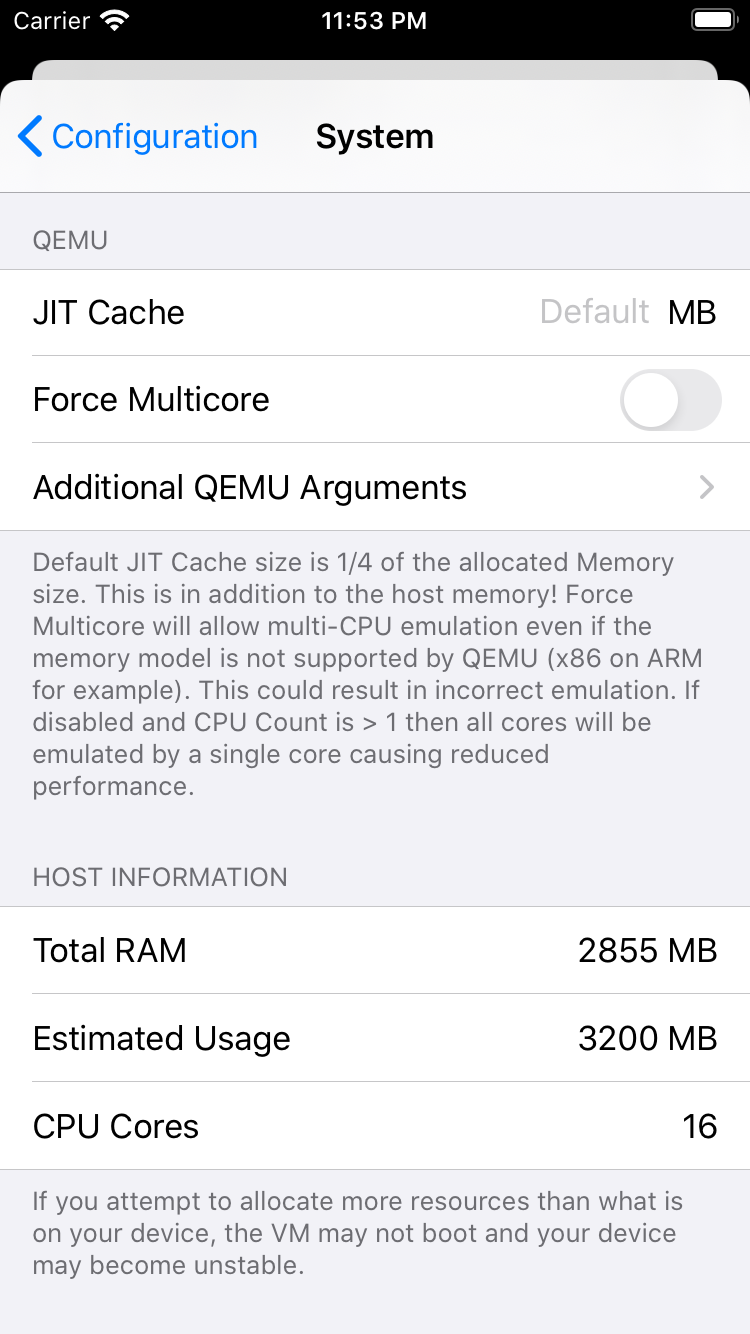 Carrier 11:53 PM
Configuration System
QEMU
JIT Cache Default MB
Force Multicore
Additional QEMU Arguments
Default JIT Cache size is 1/4 of the allocated Memory
size. This is in addition to the host memory! Force
Multicore will allow multi-CPU emulation even if the
memory model is not supported by QEMU (x86 on ARM
for example). This could result in incorrect emulation. If
disabled and CPU Count is > 1 then all cores will be
emulated by a single core causing reduced
performance.
HOST INFORMATION
Total RAM 2855 MB
Estimated Usage 3200 MB
CPU Cores 16
If you attempt to allocate more resources than what is
on your device, the VM may not boot and your device
may become unstable.